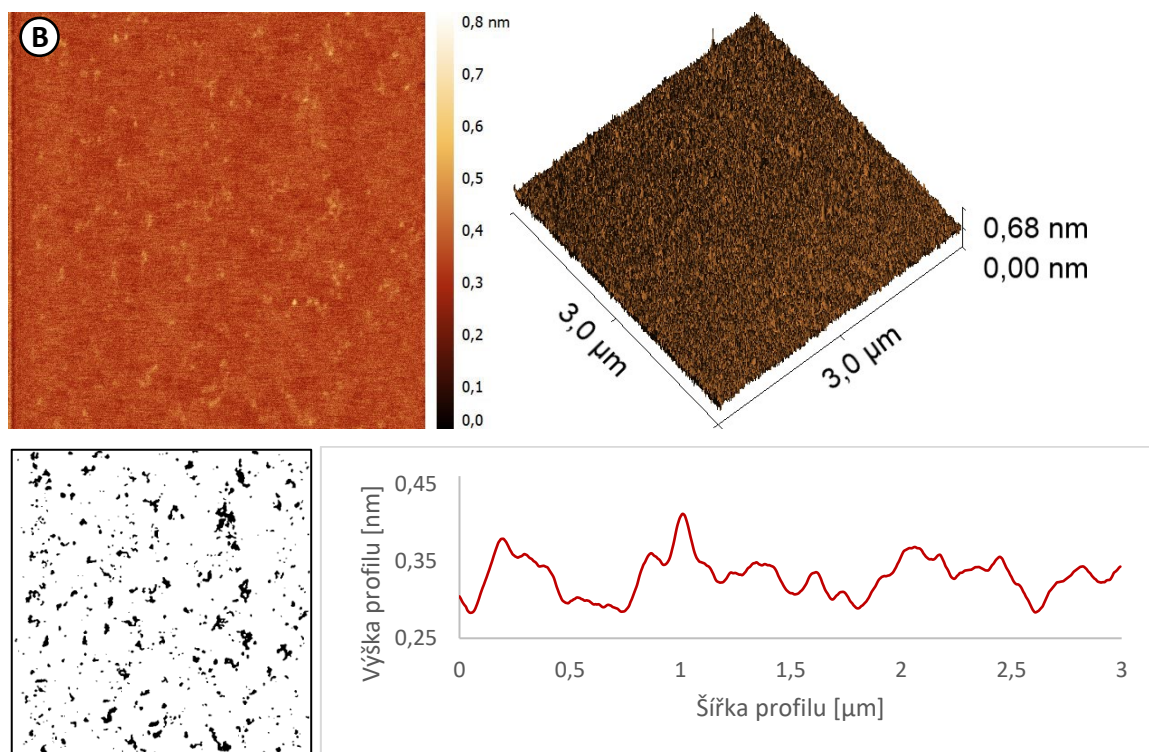 B
0,8 nm
0,7
0,6
0,5
0,4
0,3
0,2
0,1
0,0
0,68 nm
0,00 nm
3,0 µm
3,0 µm
Výška profilu [nm]
0,45
0,35
0,25
0
0,5
1
1,5
2
2,5
3
Šířka profilu [µm]